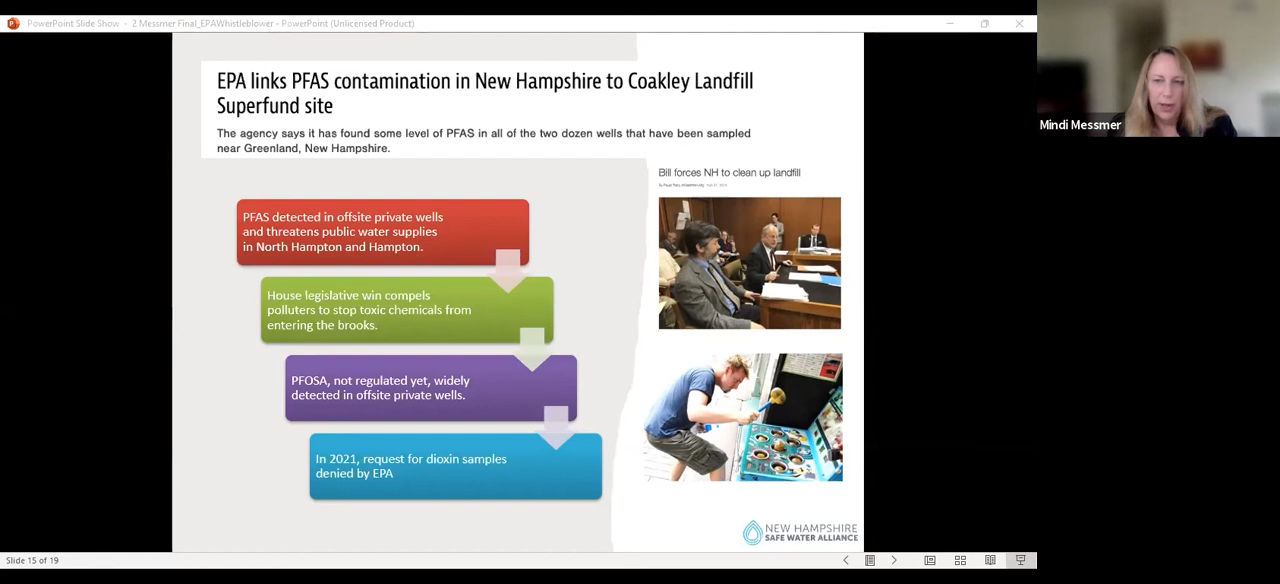 PowerPoint Slide Show - 2 Messmer Final_EPAWhistleblower - PowerPoint (Unlicensed Product)
EPA links PFAS contamination in New Hampshire to Coakley Landfill
Superfund site
The agency says it has found some level of PFAS in all of the two dozen wells that have been sampled
near Greenland, New Hampshire.
PFAS detected in offsite private wells
and threatens public water supplies
in North Hampton and Hampton.
House legislative win compels
polluters to stop toxic chemicals from
entering the brooks.
PFOSA, not regulated yet, widely
detected in offsite private wells.
In 2021, request for dioxin samples
denied by EPA
Bill forces NH to clean up landfill
NEW HAMPSHIRE
SAFE WATER ALLIANCE
Slide 15 of 19
Mindi Messmer